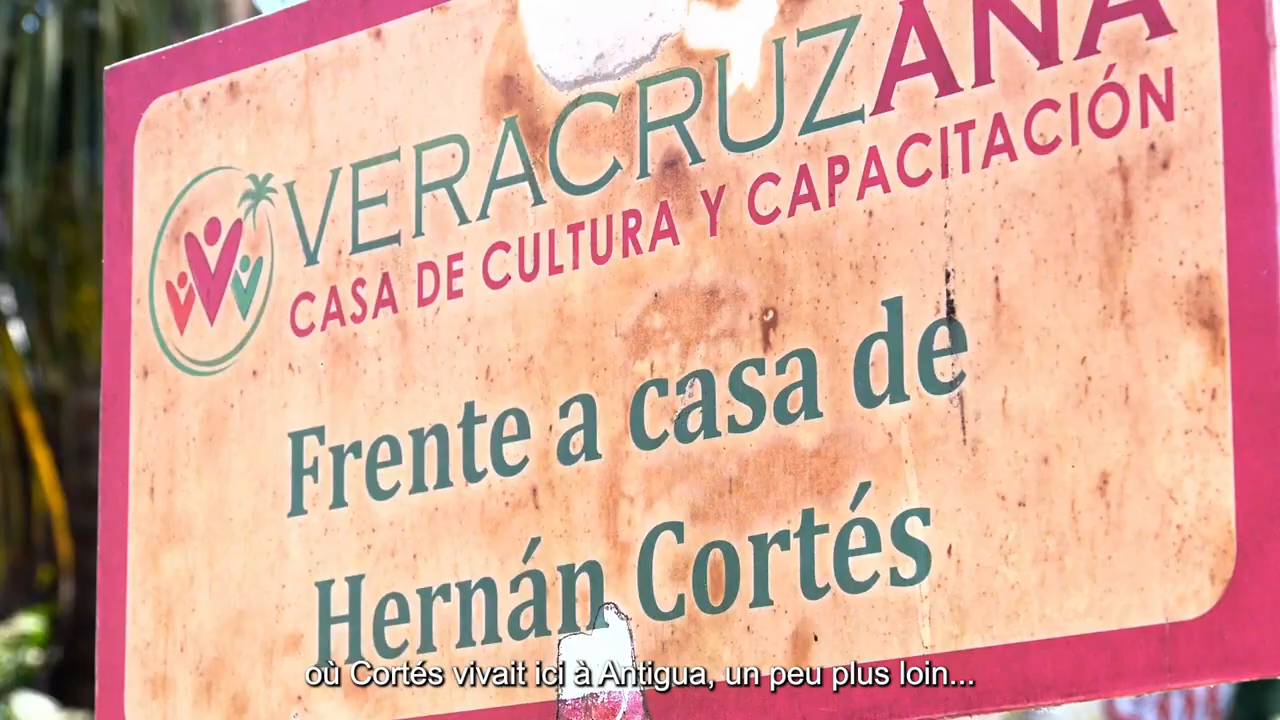 VERACRUZANA
CASA DE CULTURA Y CAPACITACIÓN
Frente a casa de
Hernán Cortés
où Cortés vivait ici à Antigua, un peu plus loin...